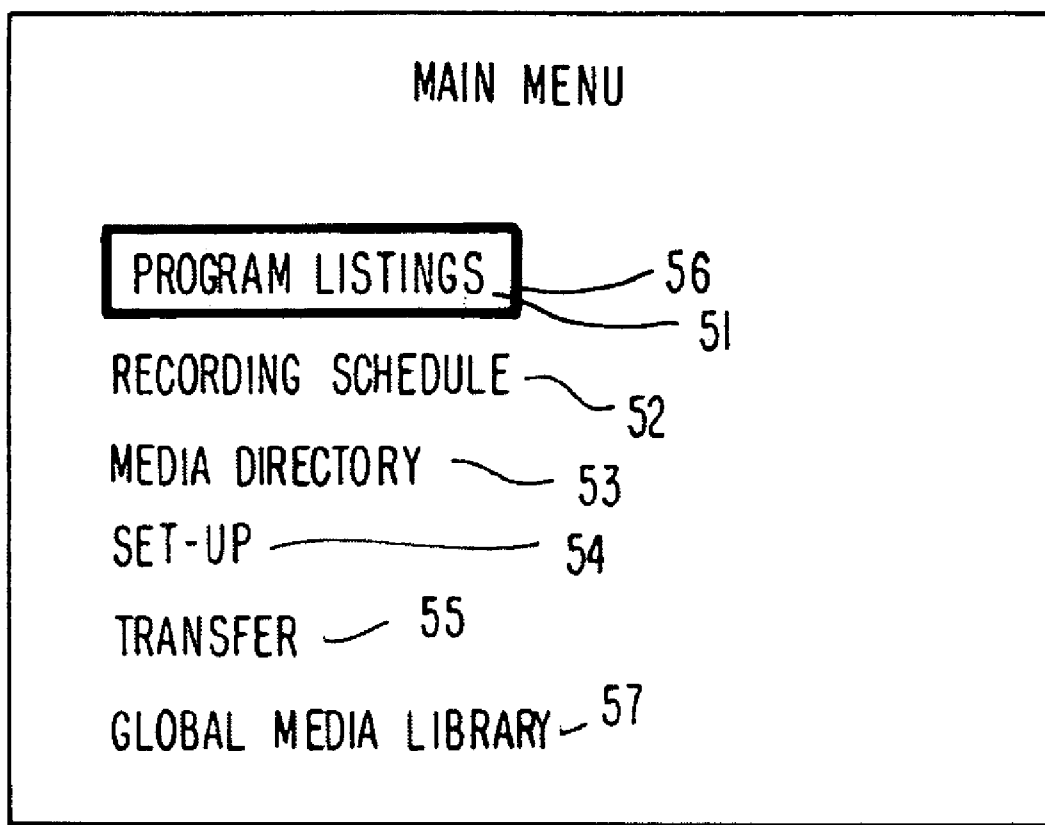 MAIN MENU
PROGRAM LISTINGS 56
51
RECORDING SCHEDULE 52
MEDIA DIRECTORY 53
SET-UP 54
TRANSFER 55
GLOBAL MEDIA LIBRARY 57